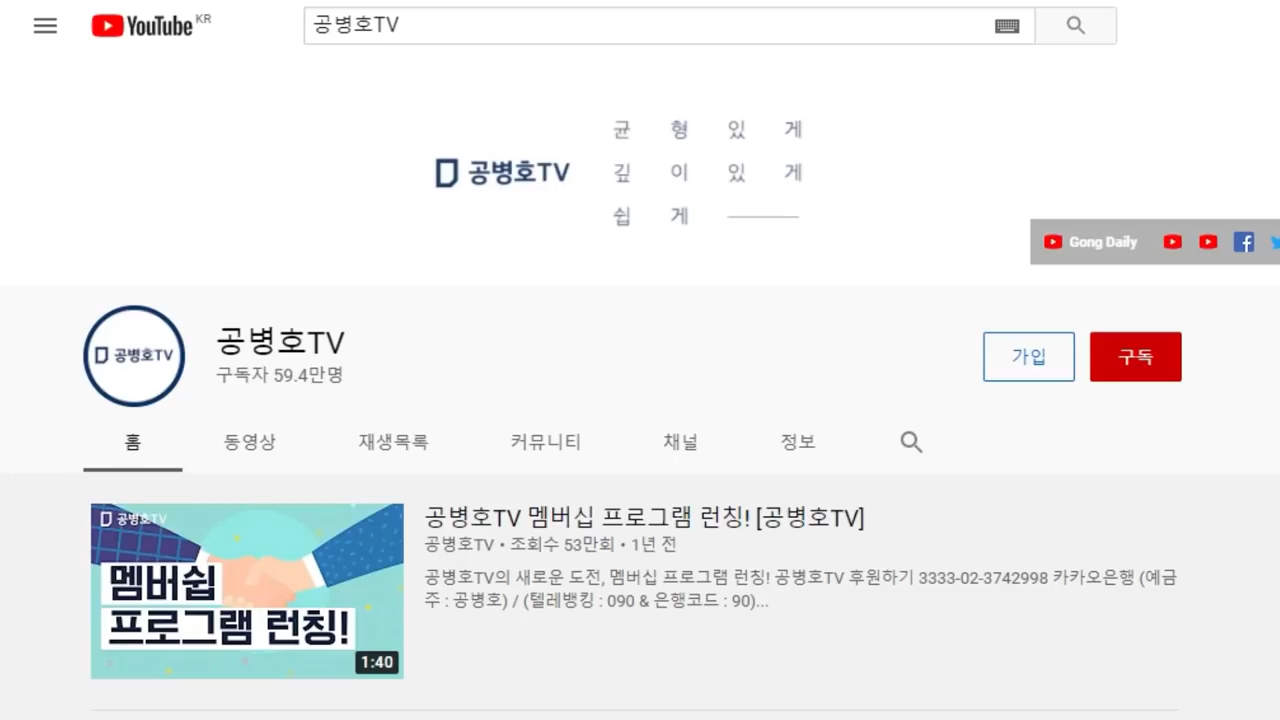 YouTube KR
공병호TV
균형있게
공병호TV
깊이있게
쉽게
Gong Daily
공병호TV
공병호TV
구독자 59.4만명
가입
구독
홈
동영상
재생목록
커뮤니티
채널
정보
공병호TV
멤버쉽
프로그램 런칭!
1:40
공병호TV 멤버십 프로그램 런칭! [공병호TV]
공병호TV • 조회수 53만회 • 1년 전
공병호TV의 새로운 도전, 멤버십 프로그램 런칭! 공병호TV 후원하기 3333-02-3742998 카카오은행 (예금
주 : 공병호) / (텔레뱅킹 : 090 & 은행코드 : 90)...